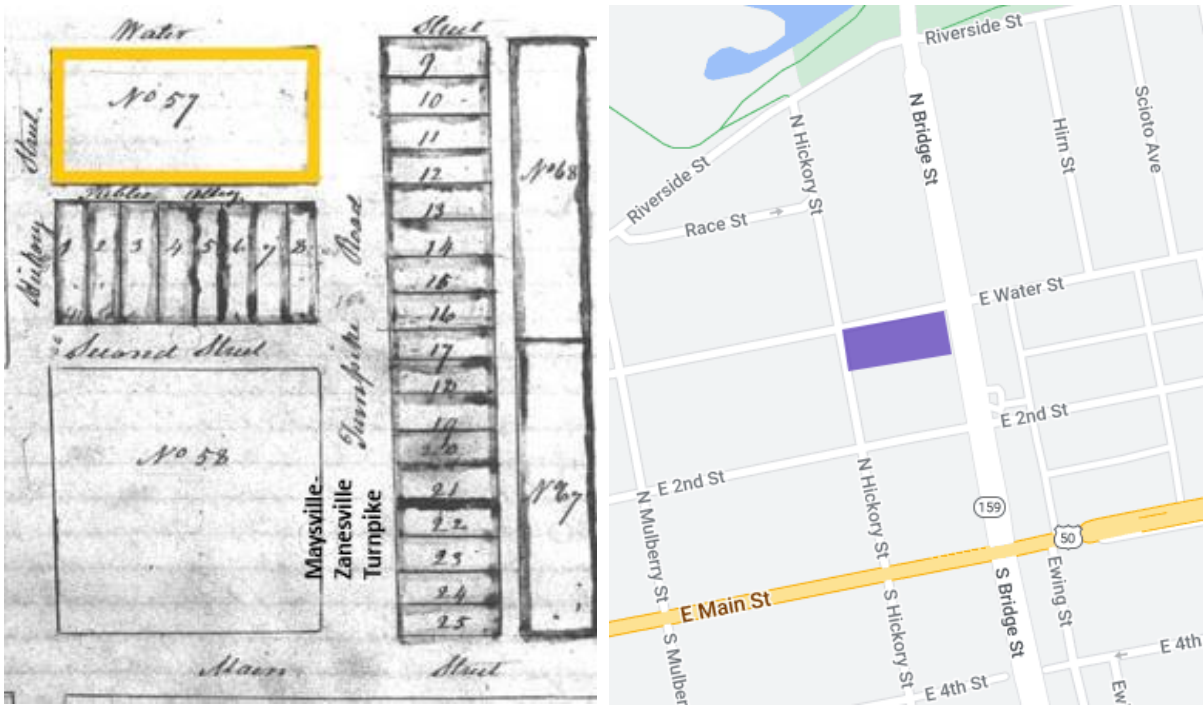 Water
Street
No 57
Street.
Public Alley
Hickory
1 2 3 4 5 6 7 8
Second Street
No 58
Turnpike Road
Maysville-
Zanesville
Turnpike
9
10
11
12
13
14
15
16
17
18
19
20
21
22
23
24
25
No 68
No 67
Main
Street
Riverside St
N Bridge St
Scioto Ave
N Hickory St
Hirn St
Riverside St
Race St
E Water St
E 2nd St
E 2nd St
N Mulberry St
N Hickory St
159
50
E Main St
Ewing St
S Mulber
S Hickory St
S Bridge St
E 4th
E 4th St
Ewi